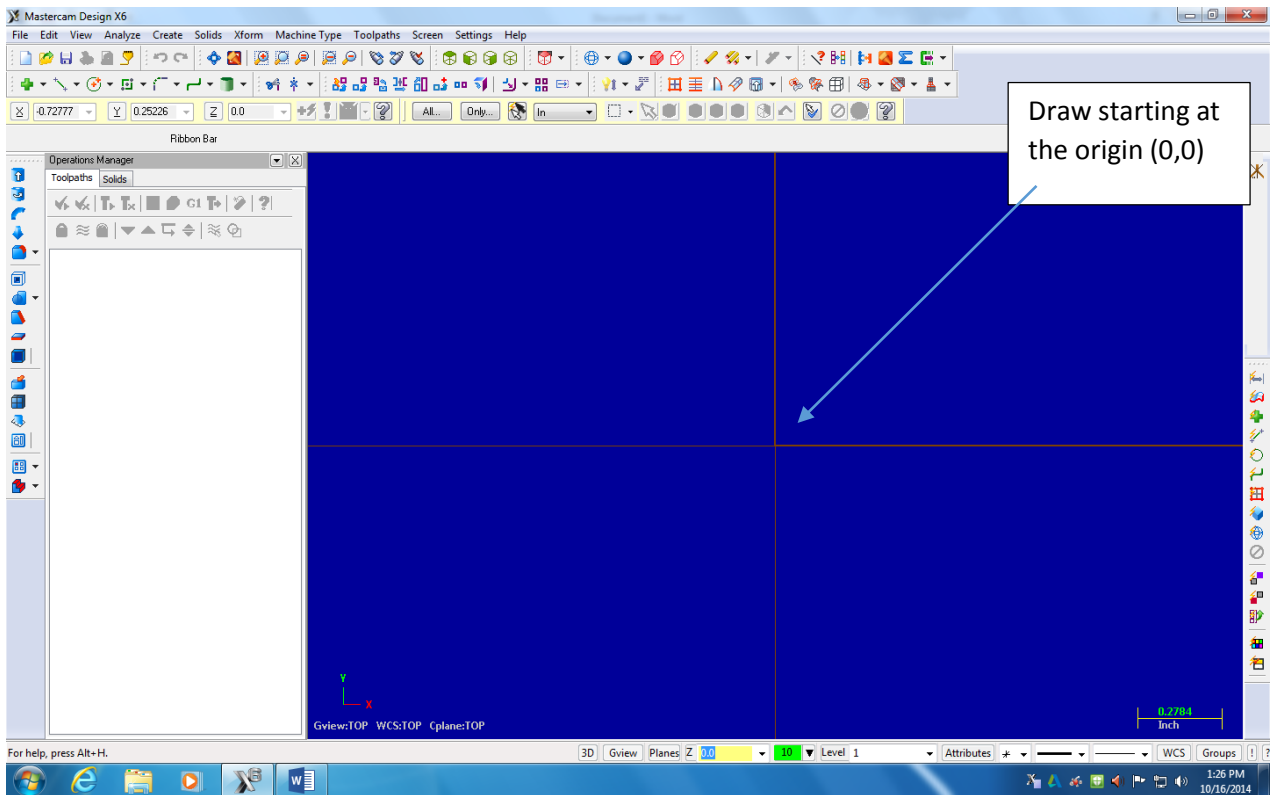 Mastercam Design X6
File Edit View Analyze Create Solids Xform Machine Type Toolpaths Screen Settings Help
X -0.72777 Y 0.25226 Z 0.0 All... Only... In
Ribbon Bar
Draw starting at
the origin (0,0)
Operations Manager
Toolpaths Solids
G1
Y
X
Gview:TOP WCS:TOP Cplane:TOP
0.2784
Inch
For help, press Alt+H.
3D Gview Planes Z 0.0 10 Level 1 Attributes WCS Groups ! ?
1:26 PM
10/16/2014